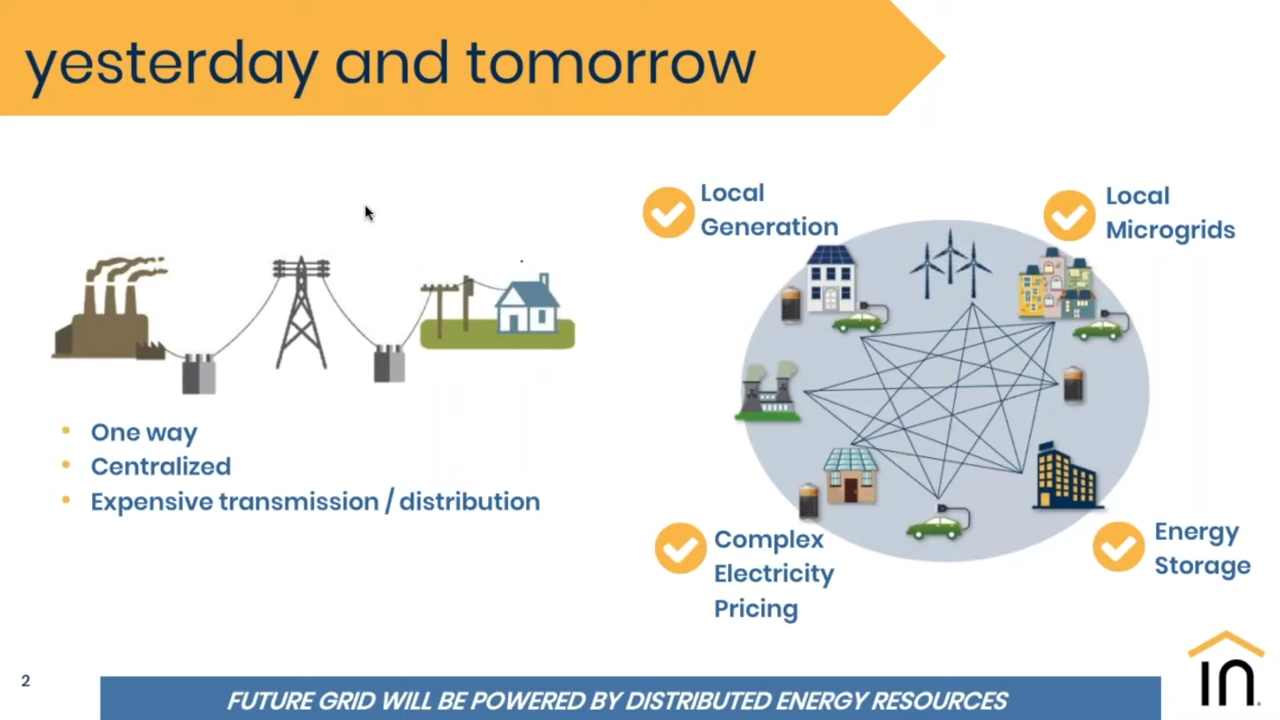 yesterday and tomorrow
One way
Centralized
Expensive transmission / distribution
Local
Generation
Local
Microgrids
Complex
Electricity
Pricing
Energy
Storage
2
FUTURE GRID WILL BE POWERED BY DISTRIBUTED ENERGY RESOURCES
in.